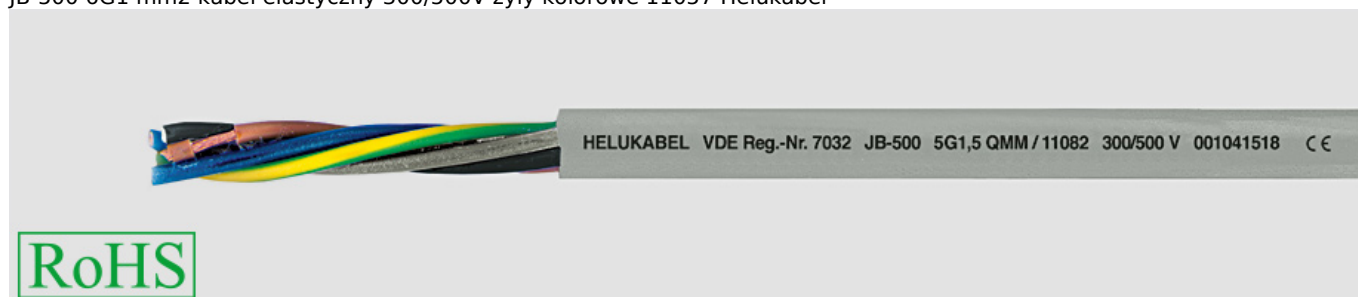 JB-500 6G1 mm2 kabel elastyczny 300/500V żyły kolorowe 11057 Helukabel
HELUKABEL VDE Reg.-Nr. 7032 JB-500 5G1,5 QMM / 11082 300/500 V 001041518 CE
RoHS